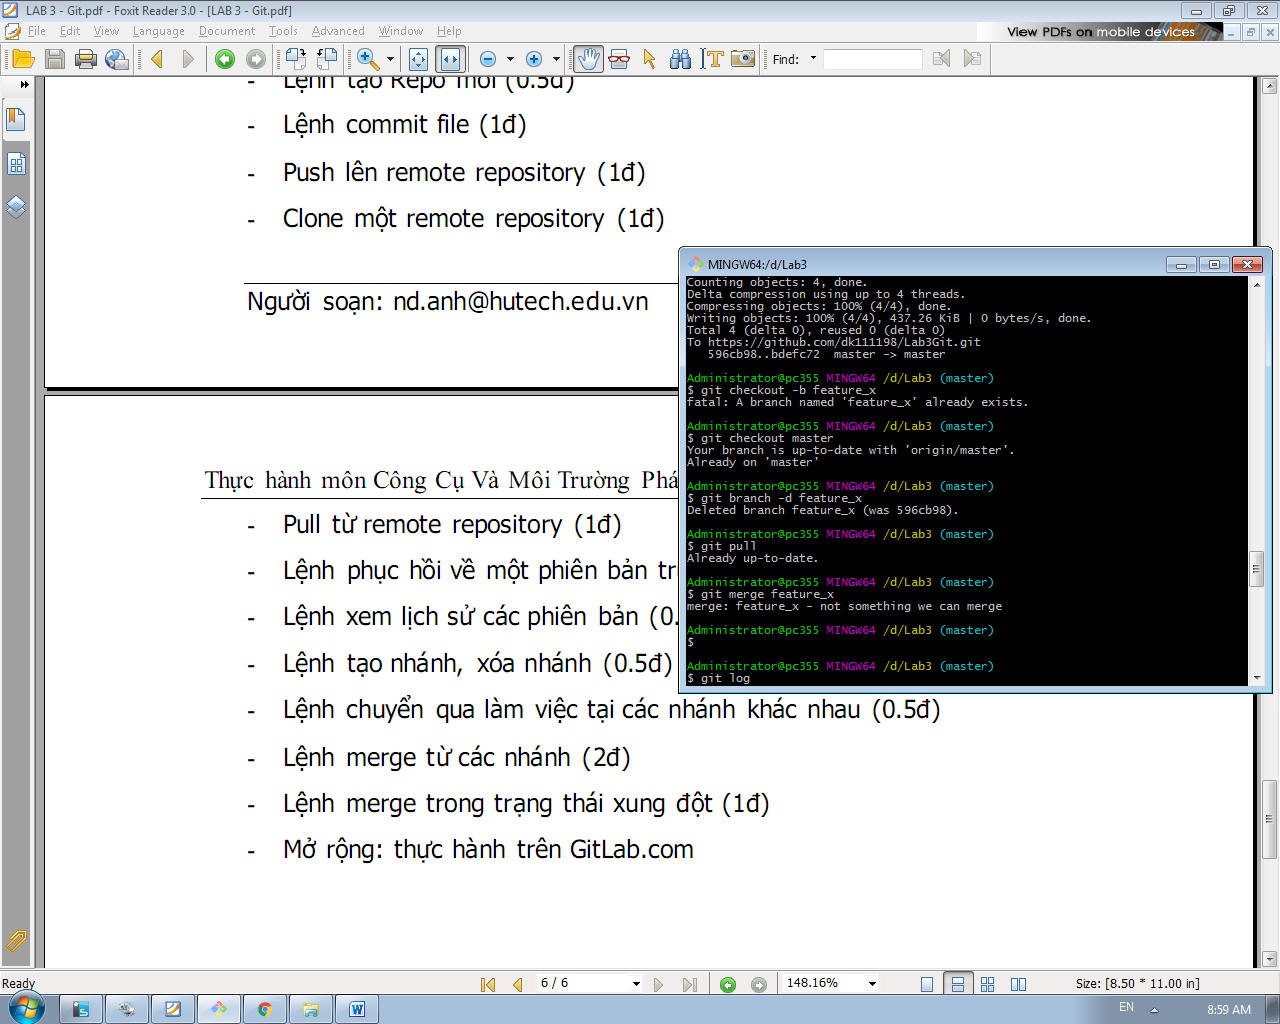 LAB 3 - Git.pdf - Foxit Reader 3.0 - [LAB 3 - Git.pdf]
File Edit View Language Document Tools Advanced Window Help
View PDFs on mobile devices
Find:
- Lệnh tạo Repo mới (0.5đ)
- Lệnh commit file (1đ)
- Push lên remote repository (1đ)
- Clone một remote repository (1đ)
Người soạn: nd.anh@hutech.edu.vn
Thực hành môn Công Cụ Và Môi Trường Phá
- Pull từ remote repository (1đ)
- Lệnh phục hồi về một phiên bản tr
- Lệnh xem lịch sử các phiên bản (0.
- Lệnh tạo nhánh, xóa nhánh (0.5đ)
- Lệnh chuyển qua làm việc tại các nhánh khác nhau (0.5đ)
- Lệnh merge từ các nhánh (2đ)
- Lệnh merge trong trạng thái xung đột (1đ)
- Mở rộng: thực hành trên GitLab.com
MINGW64:/d/Lab3
Counting objects: 4, done.
Delta compression using up to 4 threads.
Compressing objects: 100% (4/4), done.
Writing objects: 100% (4/4), 437.26 KiB | 0 bytes/s, done.
Total 4 (delta 0), reused 0 (delta 0)
To https://github.com/dk111198/Lab3Git.git
596cb98..bdefc72 master -> master
Administrator@pc355 MINGW64 /d/Lab3 (master)
$ git checkout -b feature_x
fatal: A branch named 'feature_x' already exists.
Administrator@pc355 MINGW64 /d/Lab3 (master)
$ git checkout master
Your branch is up-to-date with 'origin/master'.
Already on 'master'
Administrator@pc355 MINGW64 /d/Lab3 (master)
$ git branch -d feature_x
Deleted branch feature_x (was 596cb98).
Administrator@pc355 MINGW64 /d/Lab3 (master)
$ git pull
Already up-to-date.
Administrator@pc355 MINGW64 /d/Lab3 (master)
$ git merge feature_x
merge: feature_x - not something we can merge
Administrator@pc355 MINGW64 /d/Lab3 (master)
$
Administrator@pc355 MINGW64 /d/Lab3 (master)
$ git log
Ready
6 / 6
148.16%
Size: [8.50 * 11.00 in]
EN
8:59 AM